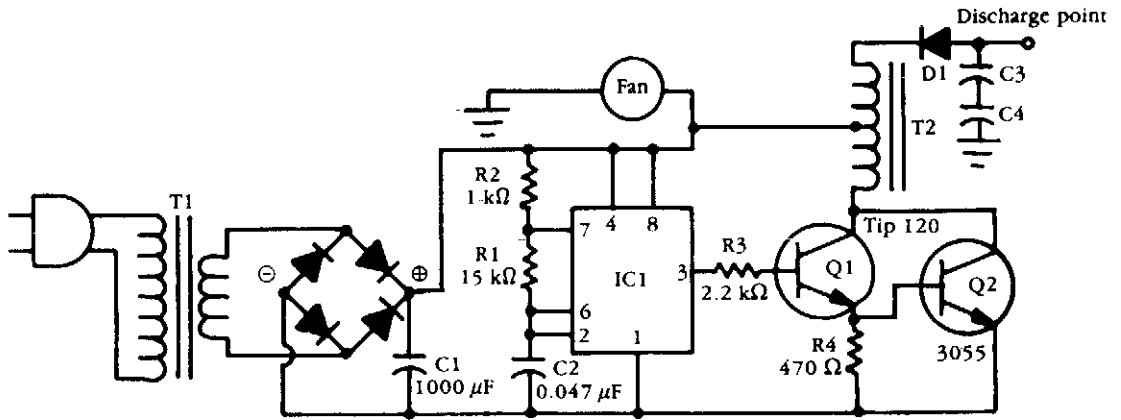 Discharge point
D1
C3
C4
Fan
T2
T1
R2
1 kΩ
7
4
8
Tip 120
R3
R1
15 kΩ
IC1
3
Q1
2.2 kΩ
Q2
⊖
⊕
6
2
1
R4
470 Ω
3055
C1
1000 μF
C2
0.047 μF